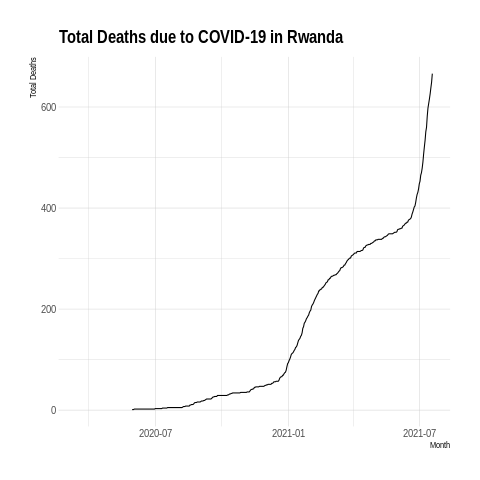 Total Deaths due to COVID-19 in Rwanda
Total Deaths
600
400
200
0
2020-07
2021-01
2021-07
Month